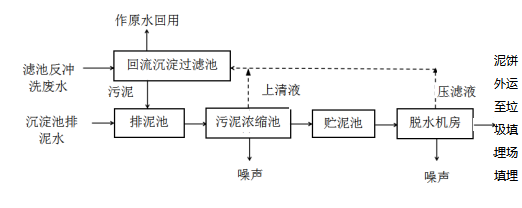 作原水回用
滤池反冲
洗废水
回流沉淀过滤池
污泥
上清液
压滤液
沉淀池排
泥水
排泥池
污泥浓缩池
贮泥池
脱水机房
噪声
噪声
泥饼
外运
至垃
圾填
埋场
填埋